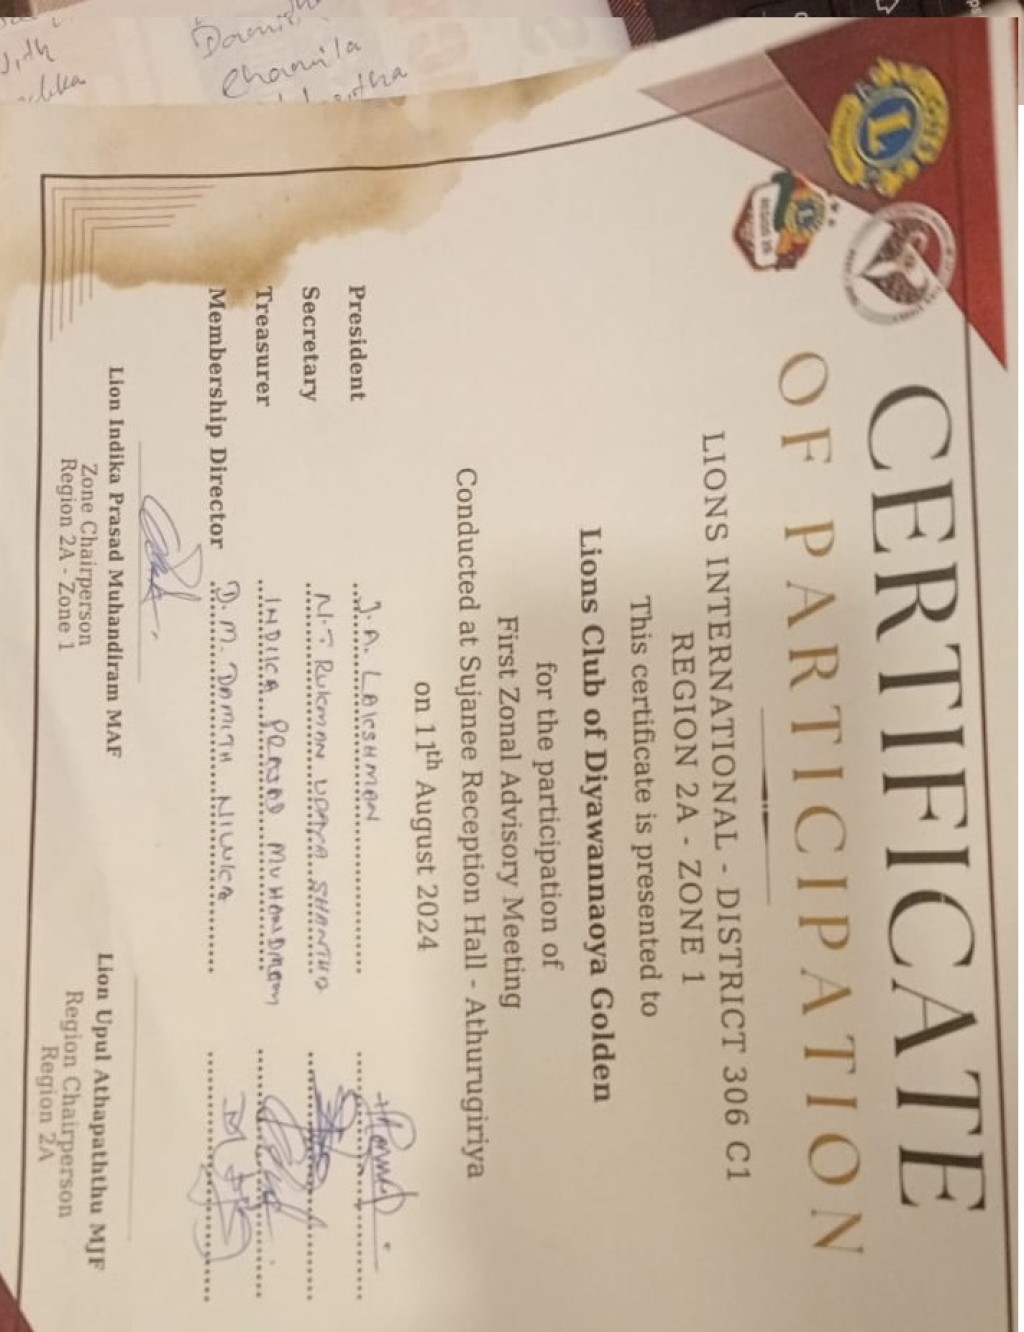 CERTIFICATE
OF PARTICIPATION
LIONS INTERNATIONAL - DISTRICT 306 C1
REGION 2A - ZONE 1
This certificate is presented to
Lions Club of Diyawannaoya Golden
for the participation of
First Zonal Advisory Meeting
Conducted at Sujanee Reception Hall - Athurugiriya
on 11th August 2024
President J. A. LAKSHMAN
Secretary N. T RUKMAN UDAYA SHANTHA
Treasurer INDIKA PRASAD MUHANDIRAM
Membership Director D. M. DAMITH NILUKA
Lion Indika Prasad Muhandiram MAF
Zone Chairperson
Region 2A - Zone 1
Lion Upul Athapaththu MJF
Region Chairperson
Region 2A
L
REGION 2A
Chamila